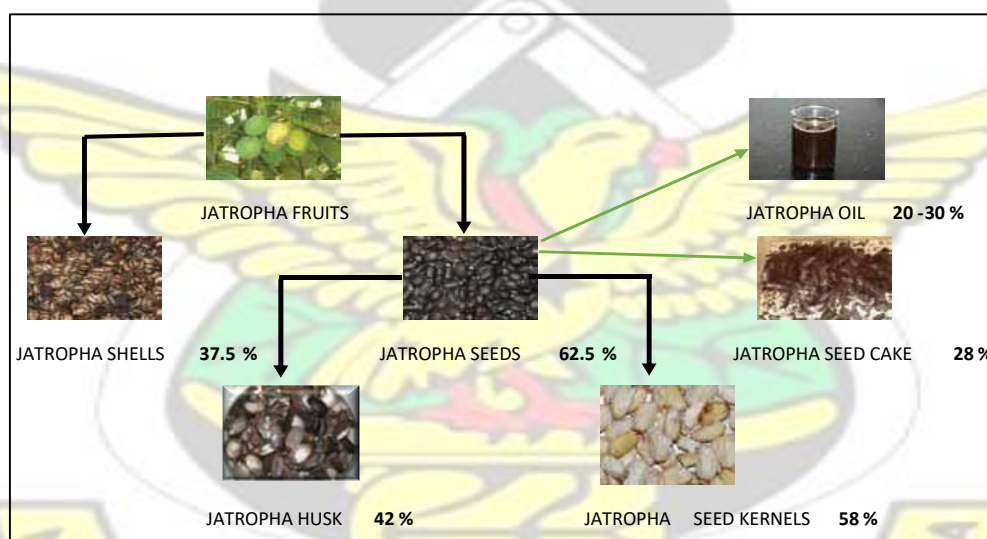 JATROPHA FRUITS
JATROPHA OIL 20 -30 %
JATROPHA SHELLS 37.5 %
JATROPHA SEEDS 62.5 %
JATROPHA SEED CAKE 28 %
JATROPHA HUSK 42 %
JATROPHA SEED KERNELS 58 %